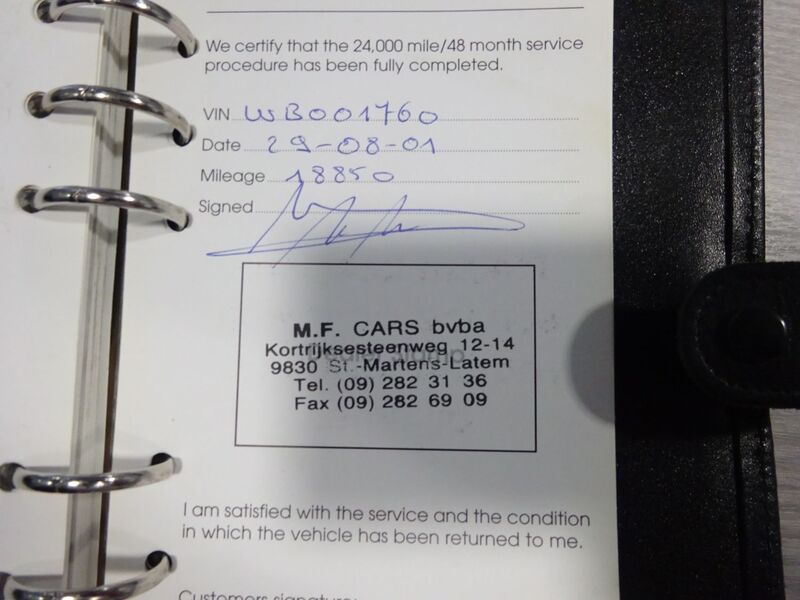 We certify that the 24,000 mile/48 month service
procedure has been fully completed.
VIN WB001760
Date 29-08-01
Mileage 18850
Signed
M.F. CARS bvba
Kortrijksesteenweg 12-14
9830 St.-Martens-Latem
Tel. (09) 282 31 36
Fax (09) 282 69 09
I am satisfied with the service and the condition
in which the vehicle has been returned to me.
Customers signature